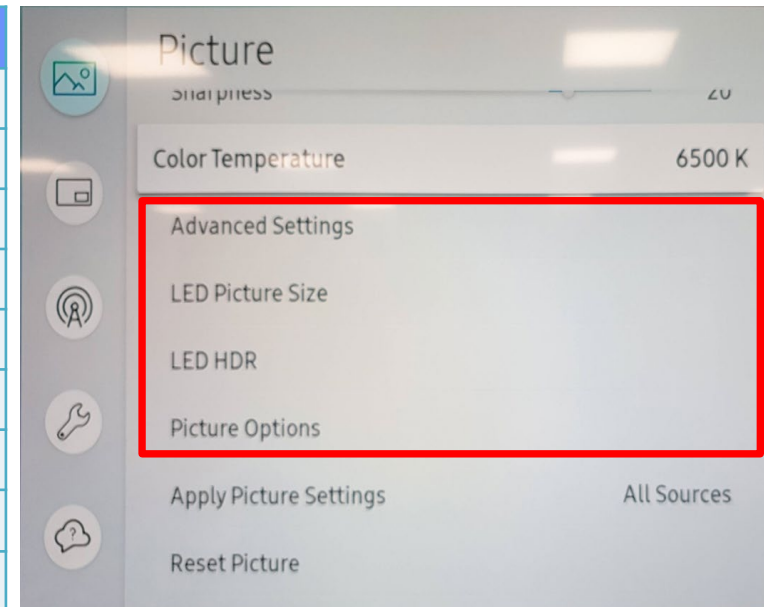 Picture
Sharpness 20
Color Temperature 6500 K
Advanced Settings
LED Picture Size
LED HDR
Picture Options
Apply Picture Settings All Sources
Reset Picture
?